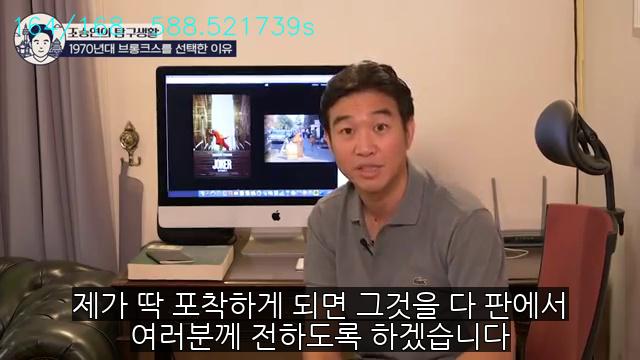 164/168, 588.521739s
조승연의 탐구생활
1970년대 브롱크스를 선택한 이유
JOKER
제가 딱 포착하게 되면 그것을 다 판에서
여러분께 전하도록 하겠습니다